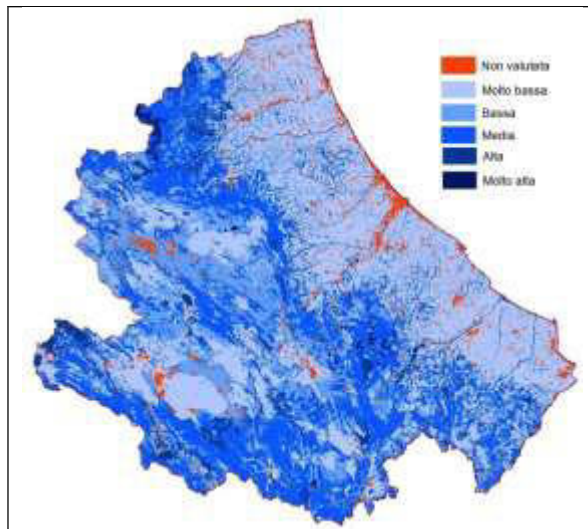 Non valutata
Molto bassa
Bassa
Media
Alta
Molto alta